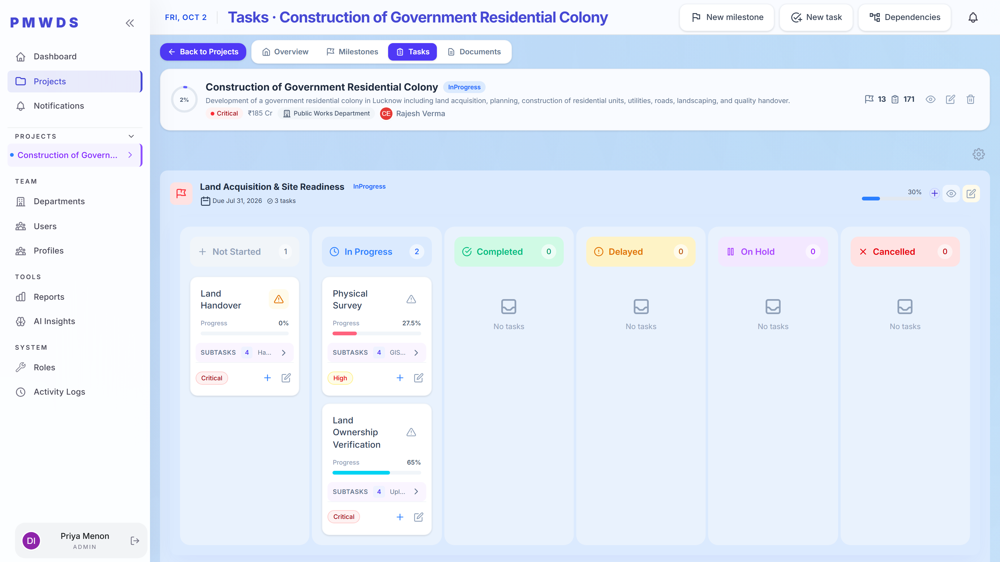 PMWDS
Dashboard
Projects
Notifications
PROJECTS
Construction of Govern...
TEAM
Departments
Users
Profiles
TOOLS
Reports
AI Insights
SYSTEM
Roles
Activity Logs
DI
Priya Menon
ADMIN
FRI, OCT 2
Tasks · Construction of Government Residential Colony
New milestone
New task
Dependencies
Back to Projects
Overview
Milestones
Tasks
Documents
2%
Construction of Government Residential Colony
InProgress
Development of a government residential colony in Lucknow including land acquisition, planning, construction of residential units, utilities, roads, landscaping, and quality handover.
Critical
₹185 Cr
Public Works Department
CE
Rajesh Verma
13
171
Land Acquisition & Site Readiness
InProgress
Due Jul 31, 2026
3 tasks
30%
Not Started
1
Land
Handover
Progress
0%
SUBTASKS
4
Ha...
Critical
In Progress
2
Physical
Survey
Progress
27.5%
SUBTASKS
4
GIS...
High
Land
Ownership
Verification
Progress
65%
SUBTASKS
4
Upl...
Critical
Completed
0
No tasks
Delayed
0
No tasks
On Hold
0
No tasks
Cancelled
0
No tasks